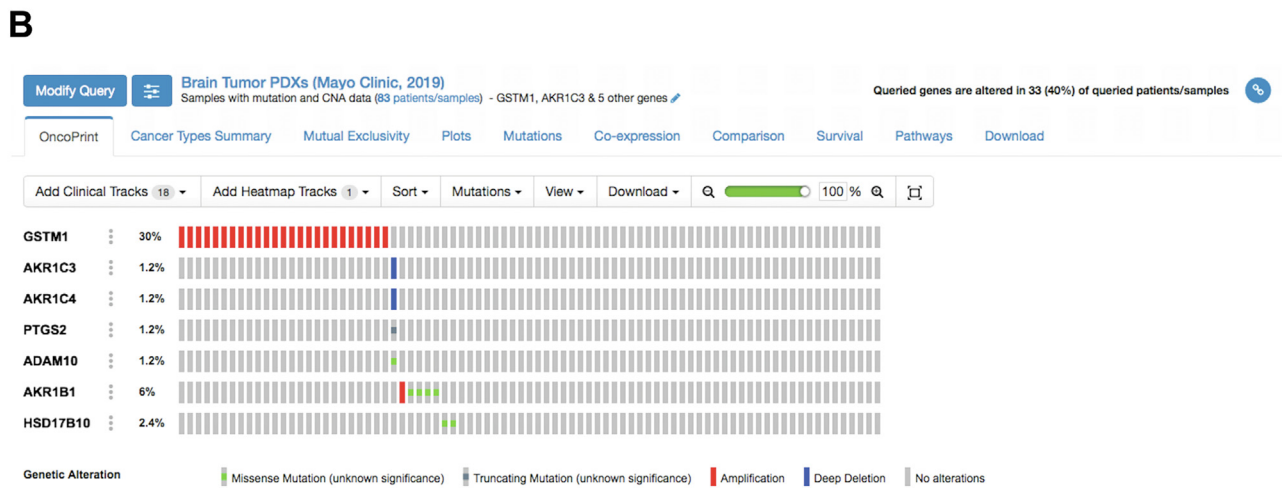 B
Modify Query
Brain Tumor PDXs (Mayo Clinic, 2019)
Samples with mutation and CNA data (83 patients/samples) - GSTM1, AKR1C3 & 5 other genes
Queried genes are altered in 33 (40%) of queried patients/samples
OncoPrint Cancer Types Summary Mutual Exclusivity Plots Mutations Co-expression Comparison Survival Pathways Download
Add Clinical Tracks 18 Add Heatmap Tracks 1 Sort Mutations View Download 100 %
GSTM1 30%
AKR1C3 1.2%
AKR1C4 1.2%
PTGS2 1.2%
ADAM10 1.2%
AKR1B1 6%
HSD17B10 2.4%
Genetic Alteration Missense Mutation (unknown significance) Truncating Mutation (unknown significance) Amplification Deep Deletion No alterations